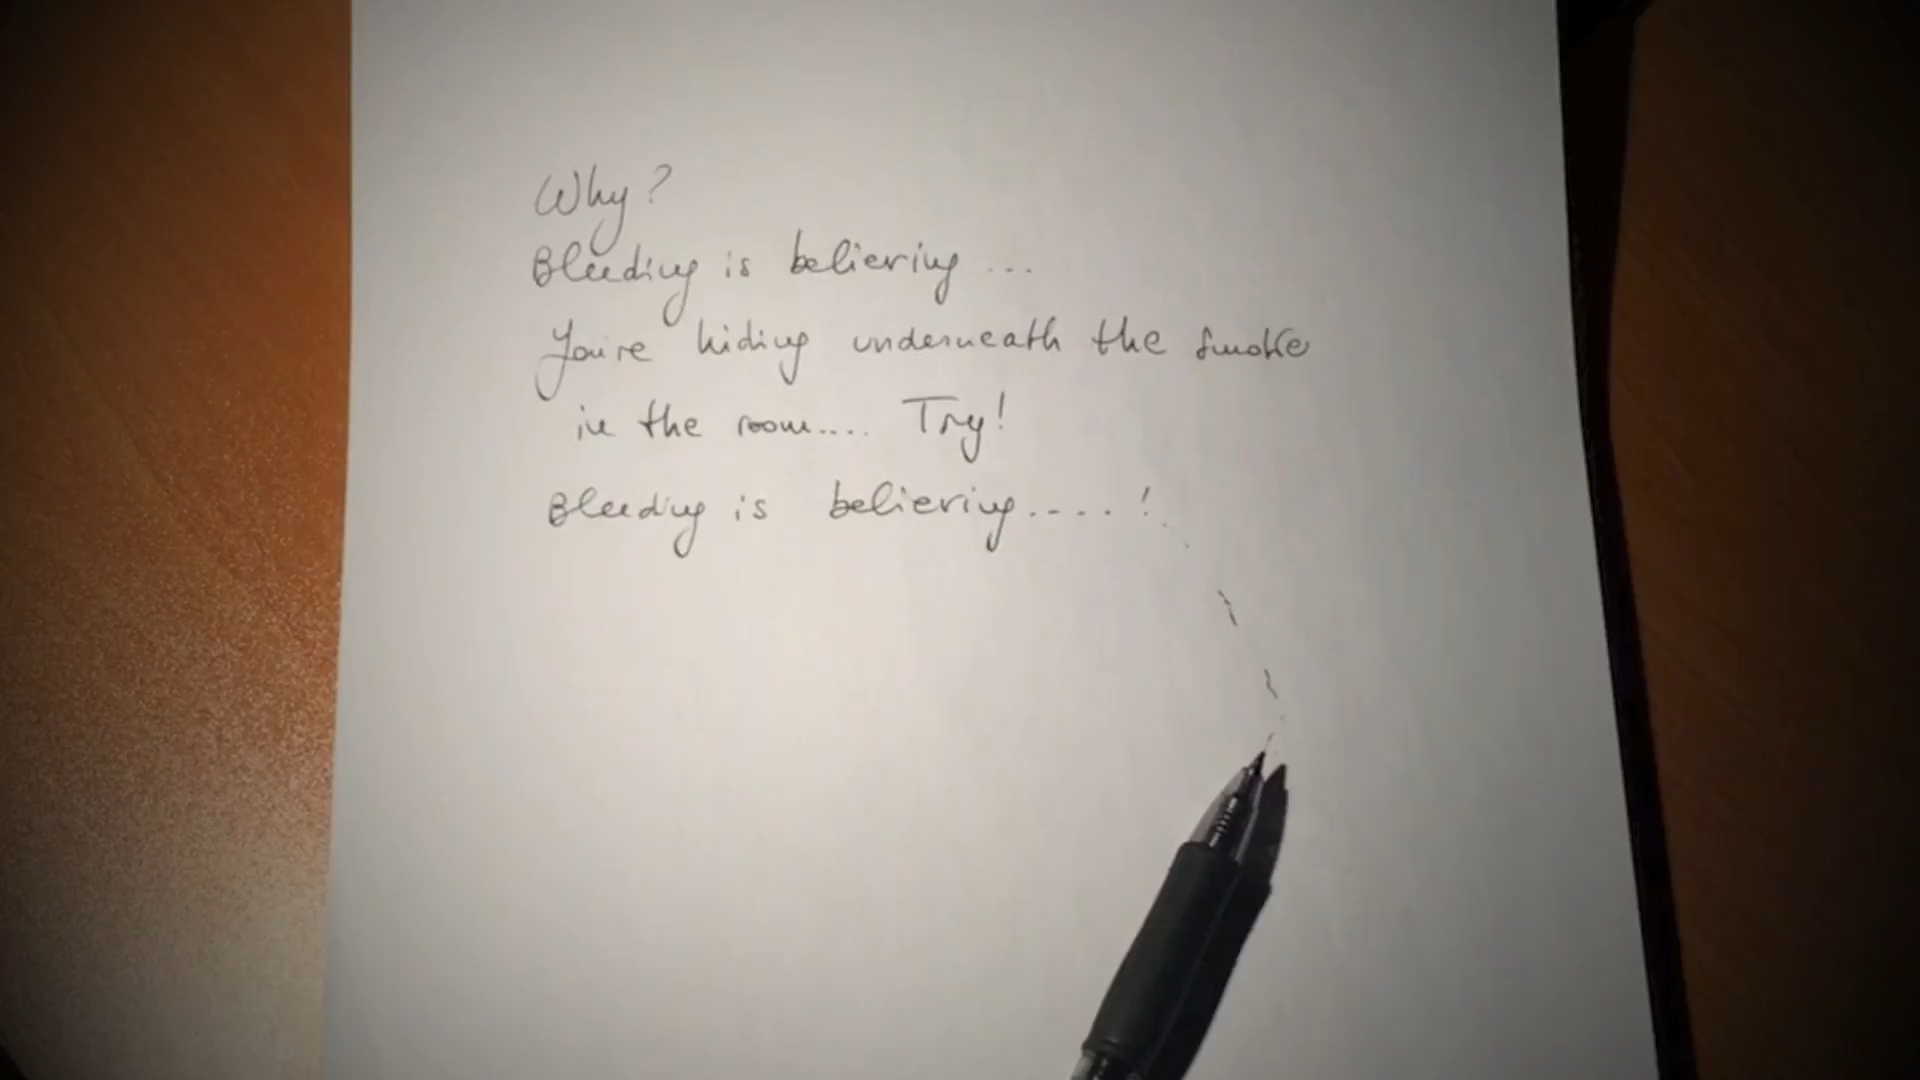 Why?
Bleeding is believing ...
You're hiding underneath the smoke
in the room.... Try!
Bleeding is believing.....!